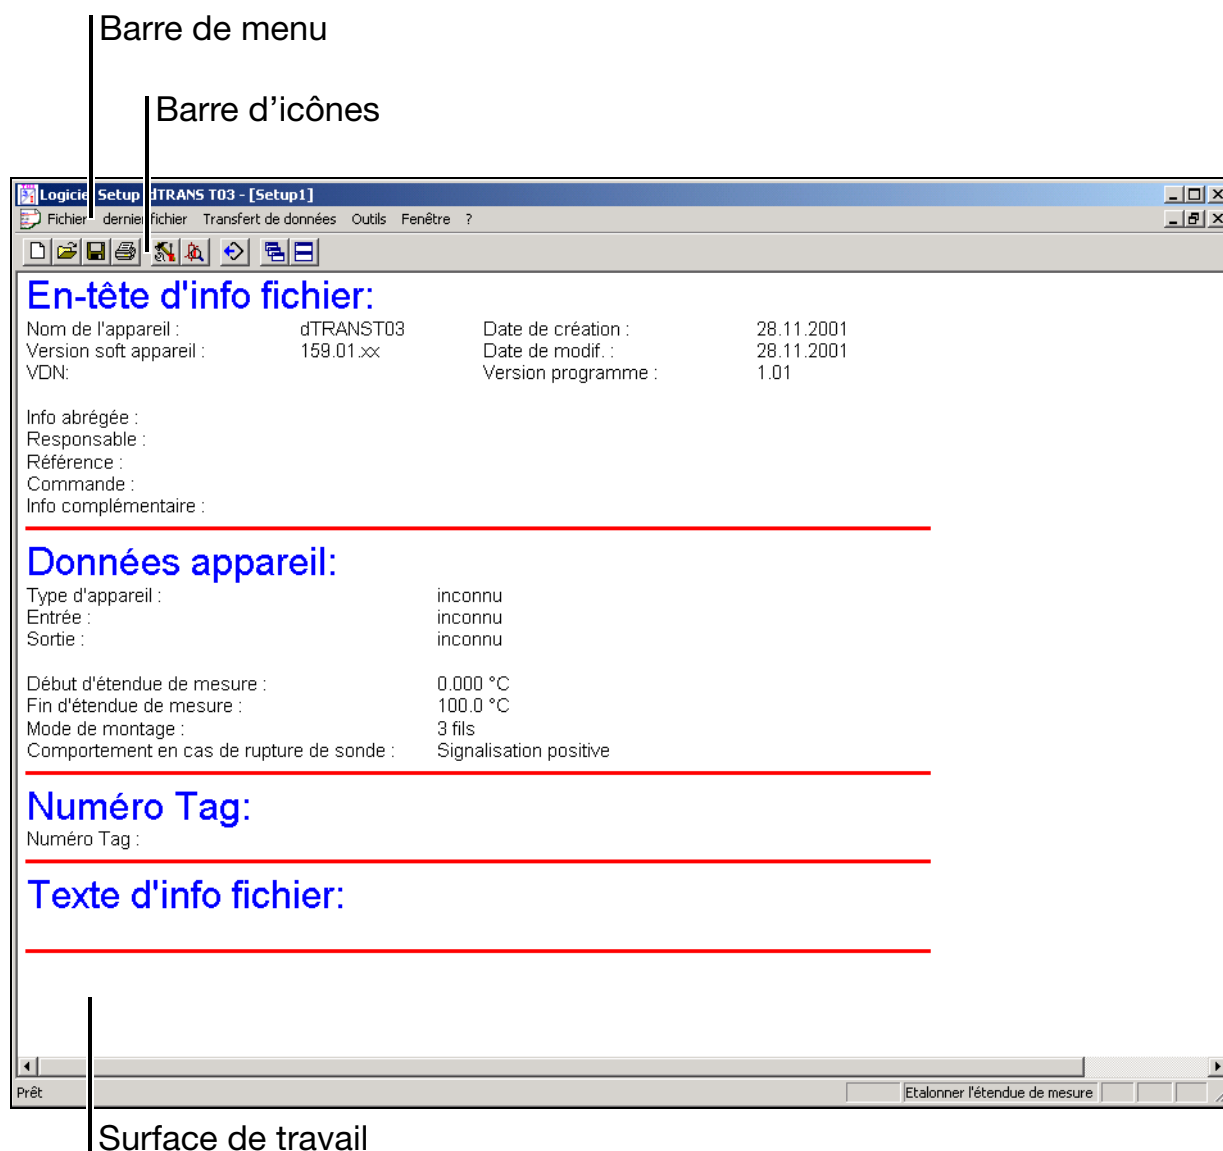 Barre de menu
Barre d'icônes
Logiciel Setup dTRANS T03 - [Setup1]
Fichier dernier fichier Transfert de données Outils Fenêtre ?
En-tête d'info fichier:
Nom de l'appareil : dTRANST03 Date de création : 28.11.2001
Version soft appareil : 159.01.xx Date de modif. : 28.11.2001
VDN: Version programme : 1.01
Info abrégée :
Responsable :
Référence :
Commande :
Info complémentaire :
Données appareil:
Type d'appareil : inconnu
Entrée : inconnu
Sortie : inconnu
Début d'étendue de mesure : 0.000 °C
Fin d'étendue de mesure : 100.0 °C
Mode de montage : 3 fils
Comportement en cas de rupture de sonde : Signalisation positive
Numéro Tag:
Numéro Tag :
Texte d'info fichier:
Prêt Etalonner l'étendue de mesure
Surface de travail